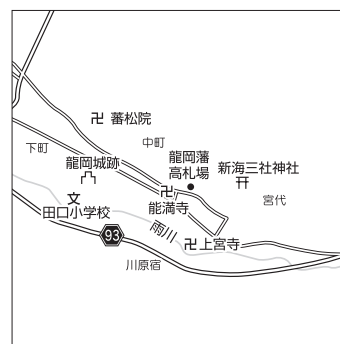 蕃松院
中町
下町
龍岡城跡
龍岡藩
高札場
新海三社神社
宮代
田口小学校
能満寺
雨川
93
上宮寺
川原宿